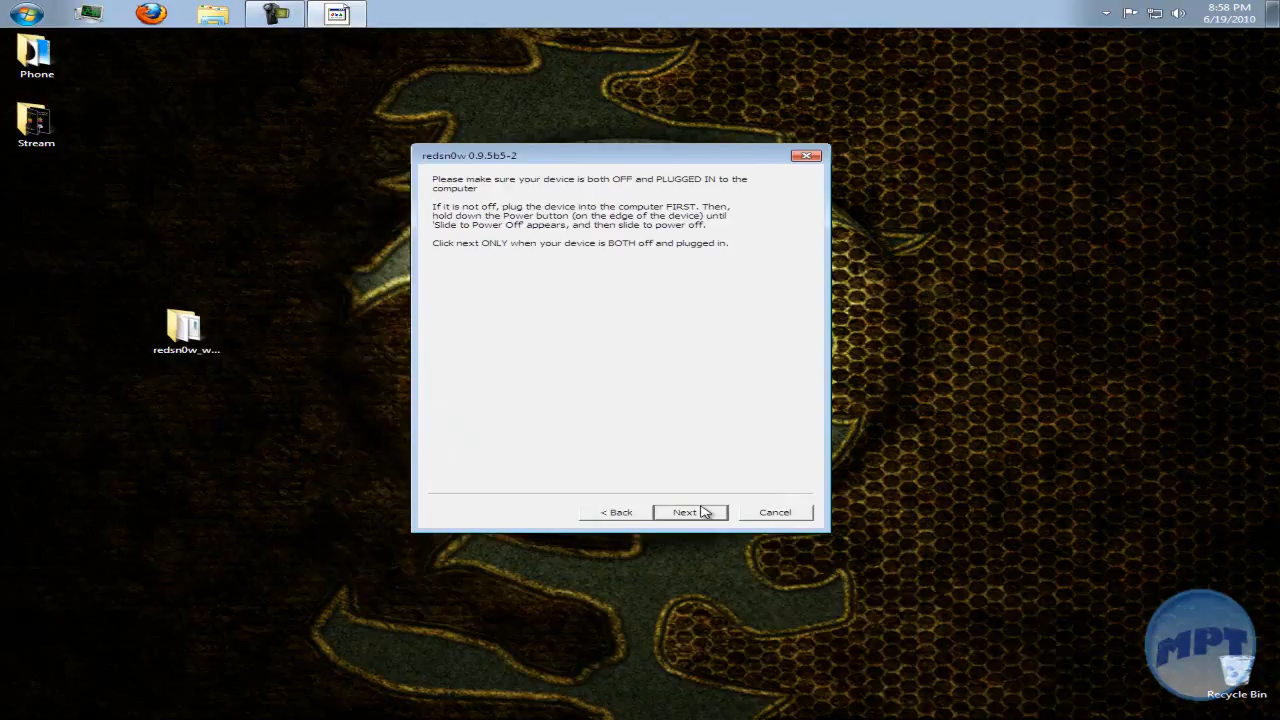 8:58 PM
6/19/2010
Phone
Stream
redsn0w_w...
redsn0w 0.9.5b5-2
Please make sure your device is both OFF and PLUGGED IN to the
computer
If it is not off, plug the device into the computer FIRST. Then,
hold down the Power button (on the edge of the device) until
'Slide to Power Off' appears, and then slide to power off.
Click next ONLY when your device is BOTH off and plugged in.
< Back
Next
Cancel
MPT
Recycle Bin